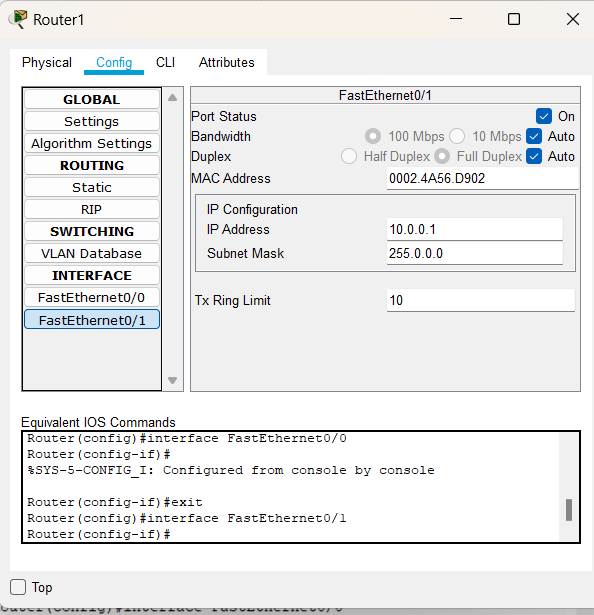 Router1
Physical Config CLI Attributes
GLOBAL
Settings
Algorithm Settings
ROUTING
Static
RIP
SWITCHING
VLAN Database
INTERFACE
FastEthernet0/0
FastEthernet0/1
FastEthernet0/1
Port Status On
Bandwidth 100 Mbps 10 Mbps Auto
Duplex Half Duplex Full Duplex Auto
MAC Address 0002.4A56.D902
IP Configuration
IP Address 10.0.0.1
Subnet Mask 255.0.0.0
Tx Ring Limit 10
Equivalent IOS Commands
Router(config)#interface FastEthernet0/0
Router(config-if)#
%SYS-5-CONFIG_I: Configured from console by console
Router(config-if)#exit
Router(config)#interface FastEthernet0/1
Router(config-if)#
Top